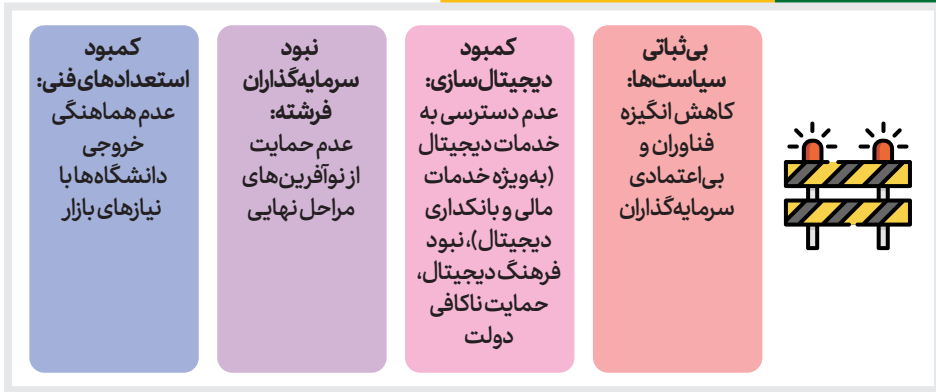 بی‌ثباتی
سیاست‌ها:
کاهش انگیزه
فناوران و
بی‌اعتمادی
سرمایه‌گذاران
کمبود
دیجیتال‌سازی:
عدم دسترسی به
خدمات دیجیتال
(به‌ویژه خدمات
مالی و بانکداری
دیجیتال)، نبود
فرهنگ دیجیتال،
حمایت ناکافی
دولت
نبود
سرمایه‌گذاران
فرشته:
عدم حمایت
از نوآفرین‌های
مراحل نهایی
کمبود
استعدادهای فنی:
عدم هماهنگی
خروجی
دانشگاه‌ها با
نیازهای بازار